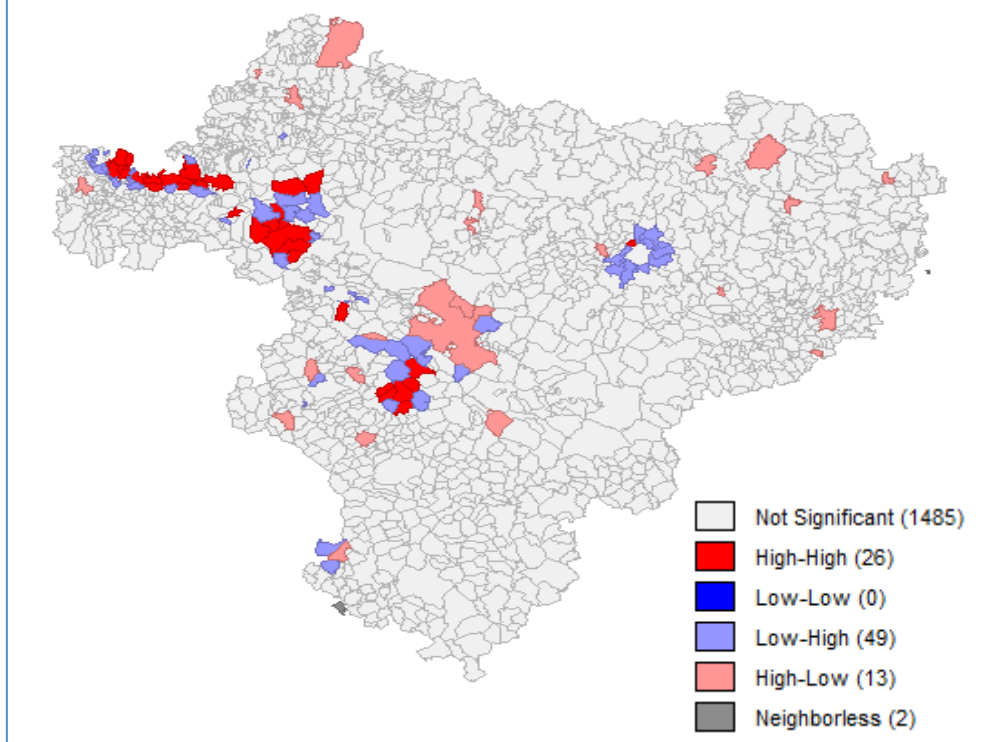 Not Significant (1485)
High-High (26)
Low-Low (0)
Low-High (49)
High-Low (13)
Neighborless (2)